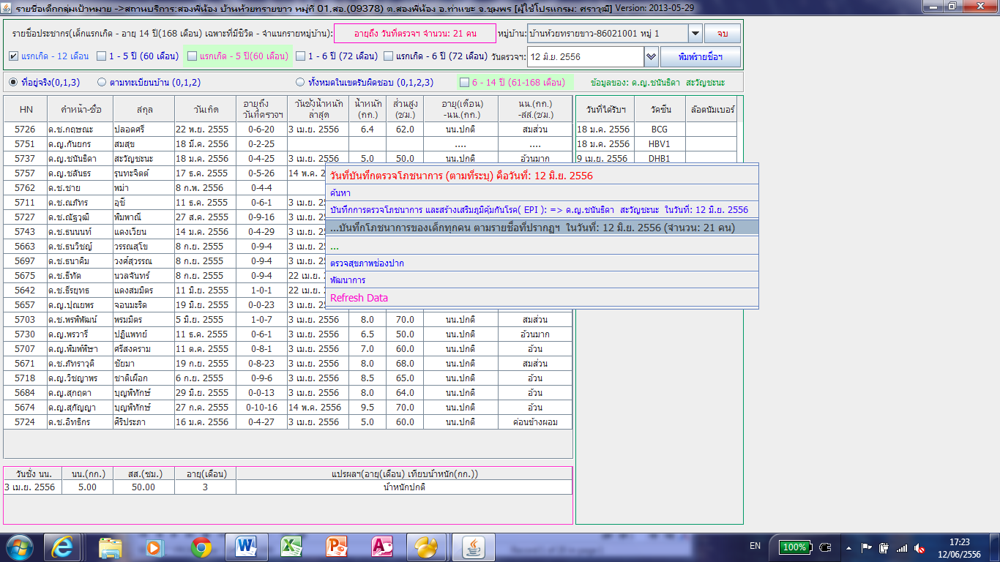 รายชื่อเด็กกลุ่มเป้าหมาย ->สถานบริการ:สองพี่น้อง บ้านห้วยทรายขาว หมู่ที่ 01,สอ.(09378) ต.สองพี่น้อง อ.ท่าแซะ จ.ชุมพร [ผู้ใช้โปรแกรม: ศราวุฒิ] Version: 2013-05-29
รายชื่อประชากร(เด็กแรกเกิด - อายุ 14 ปี(168 เดือน) เฉพาะที่มีชีวิต - จำแนกรายหมู่บ้าน): อายุถึง วันที่ตรวจฯ จำนวน: 21 คน หมู่บ้าน: บ้านห้วยทรายขาว-86021001 หมู่ 1 จบ
แรกเกิด - 12 เดือน 1 - 5 ปี (60 เดือน) แรกเกิด - 5 ปี(60 เดือน) 1 - 6 ปี (72 เดือน) แรกเกิด - 6 ปี (72 เดือน) วันตรวจฯ: 12 มิ.ย. 2556 พิมพ์รายชื่อฯ
ที่อยู่จริง(0,1,3) ตามทะเบียนบ้าน (0,1,2) ทั้งหมดในเขตรับผิดชอบ (0,1,2,3) 6 - 14 ปี (61-168 เดือน) ข้อมูลของ: ด.ญ.ชนันธิดา สะวัญชะนะ
HN คำหน้า-ชื่อ สกุล วันเกิด อายุถึง วันที่ตรวจฯ วันชั่งน้ำหนัก ล่าสุด น้ำหนัก (กก.) ส่วนสูง (ซม.) อายุ(เดือน) -นน.(กก.) นน.(กก.) -สส.(ซม.) วันที่ได้รับฯ วัคซีน ล๊อตนัมเบอร์
5726 ด.ช.กฤษณะ ปลอดศรี 22 พ.ย. 2555 0-6-20 3 เม.ย. 2556 6.4 62.0 นน.ปกติ สมส่วน 18 ม.ค. 2556 BCG
5751 ด.ญ.กันยกร สมสุข 18 มี.ค. 2556 0-2-25 .... .... 18 ม.ค. 2556 HBV1
5737 ด.ญ.ชนันธิดา สะวัญชะนะ 18 ม.ค. 2556 0-4-25 3 เม.ย. 2556 5.0 50.0 นน.ปกติ อ้วนมาก 9 เม.ย. 2556 DHB1
5757 ด.ญ.ชลันธร รุนทะจิตต์ 17 ธ.ค. 2555 0-5-26 14 พ.ค. 2
5762 ด.ช.ชาย พม่า 8 ก.พ. 2556 0-4-4
5711 ด.ช.ณภัทร อุชี 11 ธ.ค. 2555 0-6-1 3 เม.ย.
5727 ด.ช.ณัฐวุฒิ พิมพาณี 27 ส.ค. 2555 0-9-16 3 เม.ย.
5743 ด.ช.ธนนนท์ แดงเวียน 14 ม.ค. 2556 0-4-29 3 เม.ย.
5663 ด.ช.ธนวิชญ์ วรรณสุโข 8 ก.ย. 2555 0-9-4 3 เม.ย.
5697 ด.ช.ธนาคิม วงศ์สุวรรณ 8 ก.ย. 2555 0-9-4 3 เม.ย.
5675 ด.ช.ธีทัต นวลจันทร์ 8 ก.ย. 2555 0-9-4 22 เม.ย.
5642 ด.ช.ธีรยุทธ แดงสมมิตร 11 มิ.ย. 2555 1-0-1 22 เม.ย.
5657 ด.ญ.ปุณยพร จอนมะริด 19 มิ.ย. 2555 0-0-23 3 เม.ย.
วันที่บันทึกตรวจโภชนาการ (ตามที่ระบุ) คือวันที่: 12 มิ.ย. 2556
ค้นหา
บันทึกการตรวจโภชนาการ และสร้างเสริมภูมิคุ้มกันโรค( EPI ): => ด.ญ.ชนันธิดา สะวัญชะนะ ในวันที่: 12 มิ.ย. 2556
...บันทึกโภชนาการของเด็กทุกคน ตามรายชื่อที่ปรากฏฯ ในวันที่: 12 มิ.ย. 2556 (จำนวน: 21 คน)
...
ตรวจสุขภาพช่องปาก
พัฒนาการ
Refresh Data
5703 ด.ช.พรพิพัฒน์ พรมมิตร 5 มิ.ย. 2555 1-0-7 3 เม.ย. 2556 8.0 70.0 นน.ปกติ สมส่วน
5730 ด.ญ.พรวารี ปฏิแพทย์ 11 ธ.ค. 2555 0-6-1 3 เม.ย. 2556 6.5 50.0 นน.ปกติ อ้วนมาก
5707 ด.ญ.พิมพ์พิษา ศรีสงคราม 11 ต.ค. 2555 0-8-1 3 เม.ย. 2556 7.0 60.0 นน.ปกติ อ้วน
5671 ด.ช.ภัทราวุติ ชัยมา 19 ก.ย. 2555 0-8-23 3 เม.ย. 2556 8.0 68.0 นน.ปกติ สมส่วน
5718 ด.ญ.วิชญาพร ชาติเผือก 6 ก.ย. 2555 0-9-6 3 เม.ย. 2556 8.5 65.0 นน.ปกติ อ้วน
5684 ด.ญ.สุกฤตา บุญพิทักษ์ 29 มิ.ย. 2555 0-0-13 3 เม.ย. 2556 8.0 64.0 นน.ปกติ อ้วน
5674 ด.ญ.สุกัญญา บุญพิทักษ์ 27 ก.ค. 2555 0-10-16 14 พ.ค. 2556 9.5 70.0 นน.ปกติ อ้วน
5724 ด.ช.อิทธิกร ศิริประภา 16 ม.ค. 2556 0-4-27 3 เม.ย. 2556 5.0 60.0 นน.ปกติ ค่อนข้างผอม
วันชั่ง นน. นน.(กก.) สส.(ซม.) อายุ(เดือน) แปรผลฯ(อายุ(เดือน) เทียบน้ำหนัก(กก.))
3 เม.ย. 2556 5.00 50.00 3 น้ำหนักปกติ
EN 100% 17:23
12/06/2556